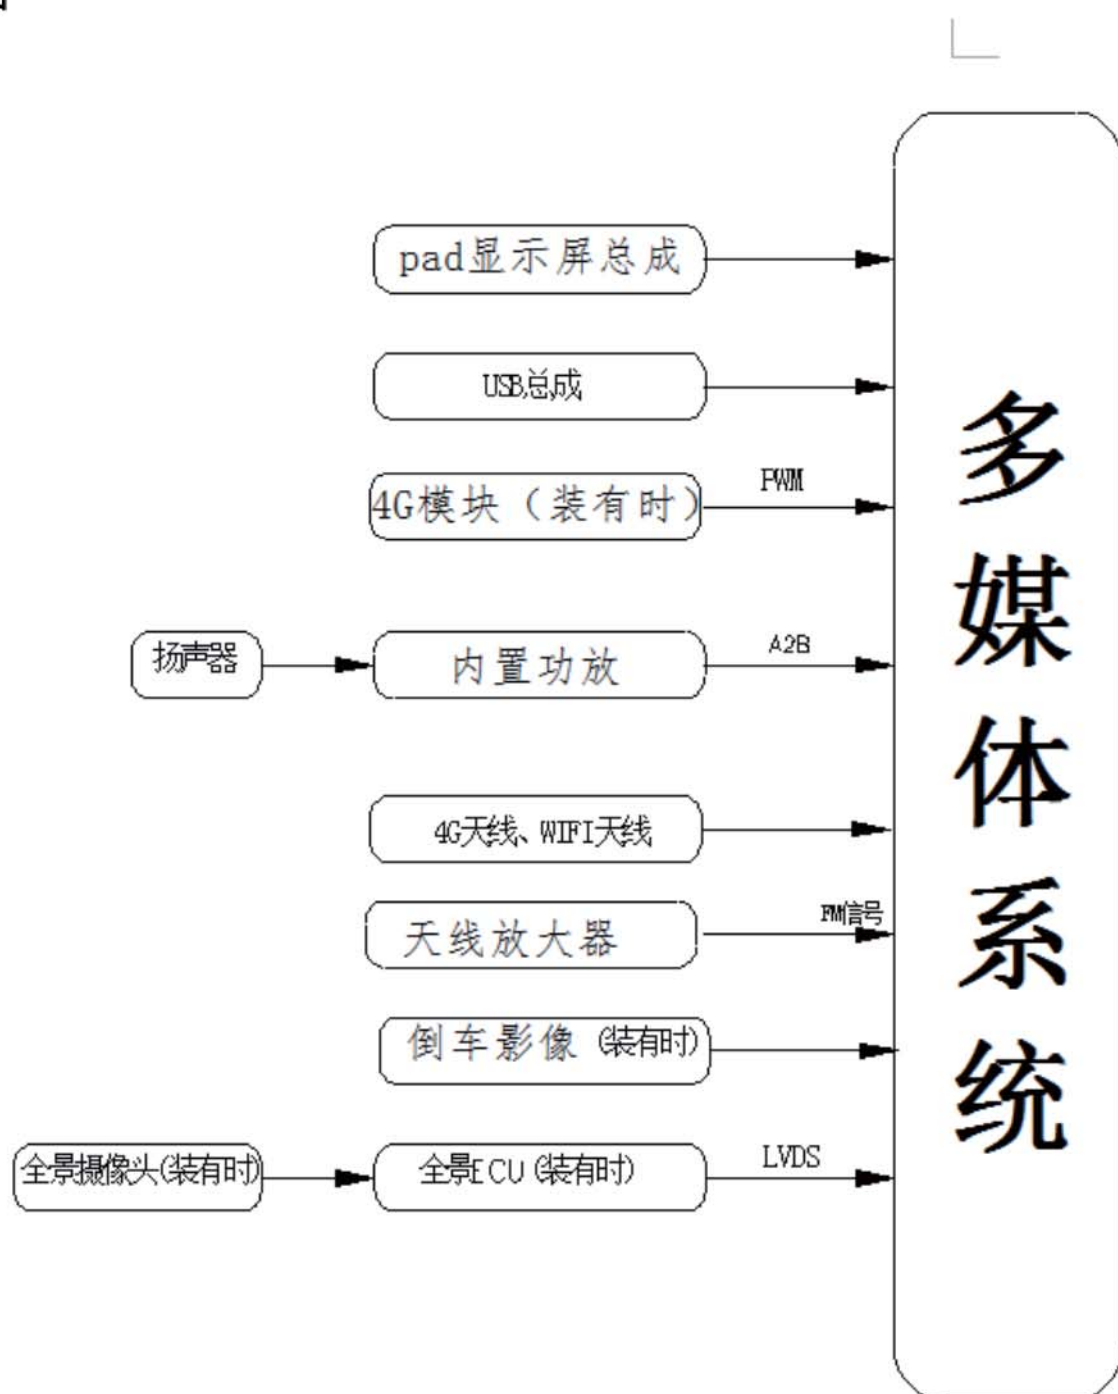 pad显示屏总成
USB总成
4G模块（装有时）
PWM
扬声器
内置功放
A2B
4G天线、WIFI天线
天线放大器
FM信号
倒车影像 (装有时)
全景摄像头(装有时)
全景ECU(装有时)
LVDS
多媒体系统